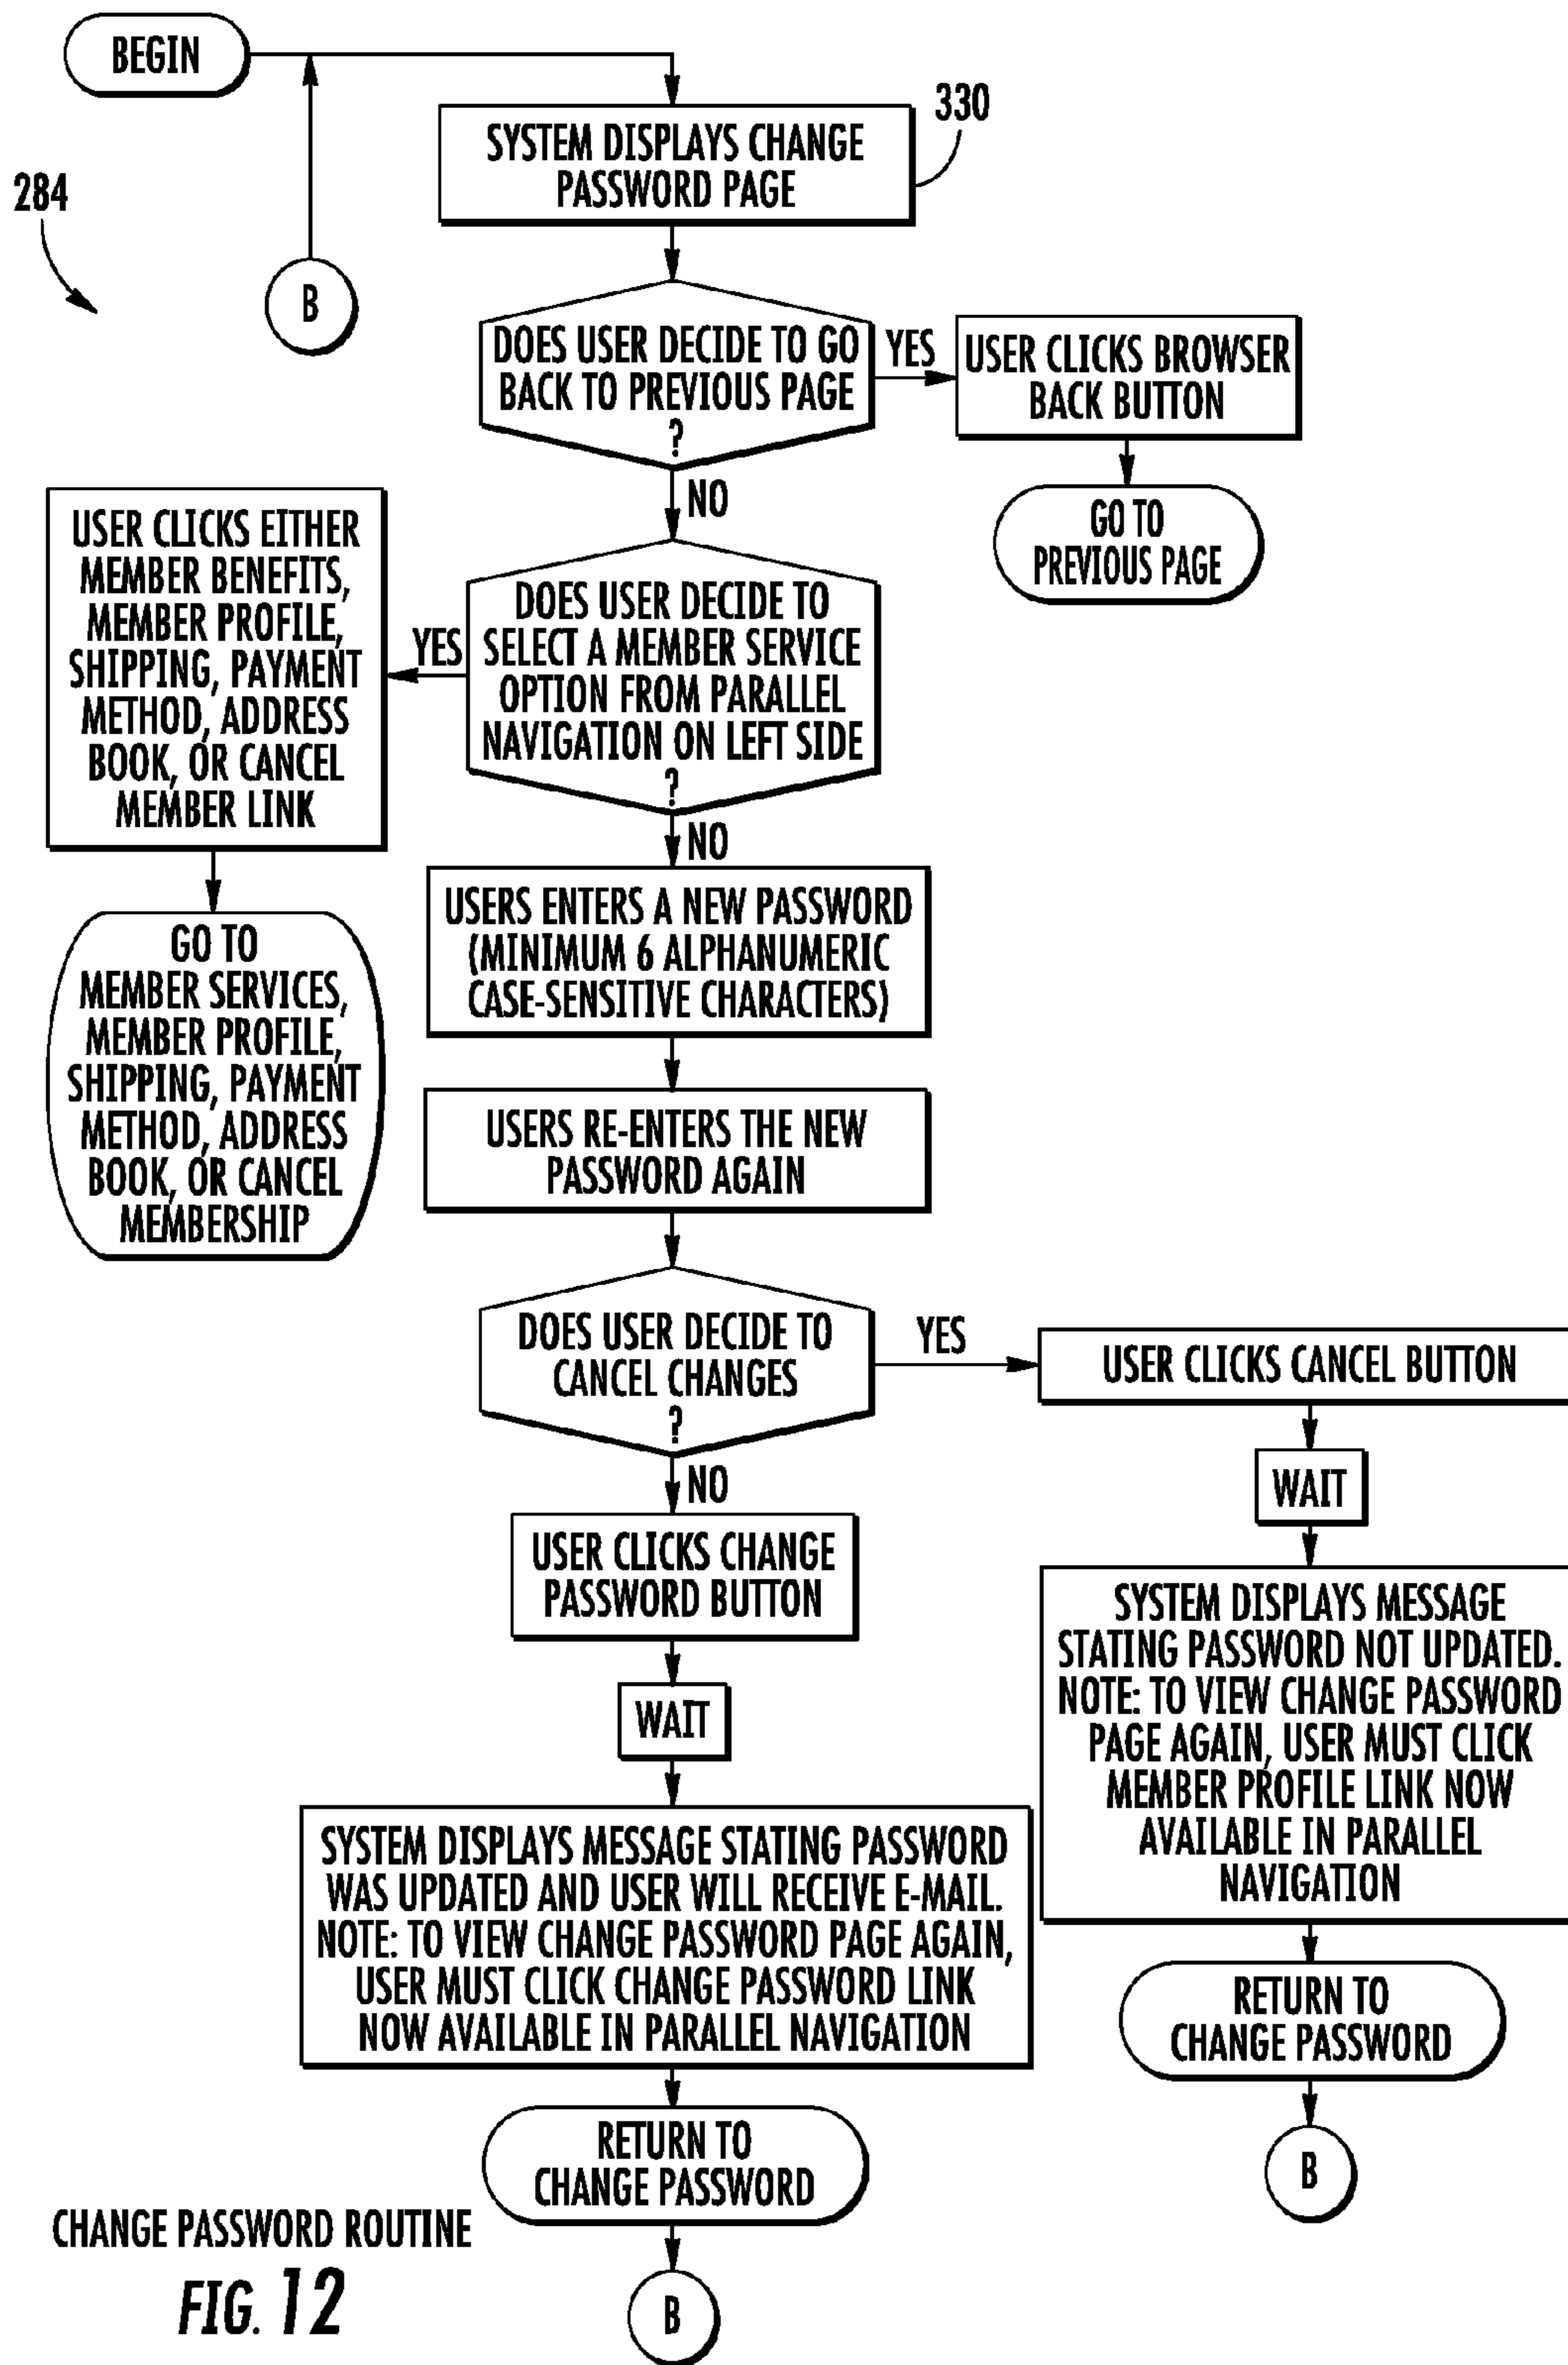 BEGIN
330
SYSTEM DISPLAYS CHANGE
PASSWORD PAGE
284
B
DOES USER DECIDE TO GO
BACK TO PREVIOUS PAGE
?
YES
USER CLICKS BROWSER
BACK BUTTON
NO
GO TO
PREVIOUS PAGE
USER CLICKS EITHER
MEMBER BENEFITS,
MEMBER PROFILE,
SHIPPING, PAYMENT
METHOD, ADDRESS
BOOK, OR CANCEL
MEMBER LINK
YES
DOES USER DECIDE TO
SELECT A MEMBER SERVICE
OPTION FROM PARALLEL
NAVIGATION ON LEFT SIDE
?
NO
GO TO
MEMBER SERVICES,
MEMBER PROFILE,
SHIPPING, PAYMENT
METHOD, ADDRESS
BOOK, OR CANCEL
MEMBERSHIP
USERS ENTERS A NEW PASSWORD
(MINIMUM 6 ALPHANUMERIC
CASE-SENSITIVE CHARACTERS)
USERS RE-ENTERS THE NEW
PASSWORD AGAIN
DOES USER DECIDE TO
CANCEL CHANGES
?
YES
USER CLICKS CANCEL BUTTON
NO
WAIT
USER CLICKS CHANGE
PASSWORD BUTTON
WAIT
SYSTEM DISPLAYS MESSAGE
STATING PASSWORD NOT UPDATED.
NOTE: TO VIEW CHANGE PASSWORD
PAGE AGAIN, USER MUST CLICK
MEMBER PROFILE LINK NOW
AVAILABLE IN PARALLEL
NAVIGATION
SYSTEM DISPLAYS MESSAGE STATING PASSWORD
WAS UPDATED AND USER WILL RECEIVE E-MAIL.
NOTE: TO VIEW CHANGE PASSWORD PAGE AGAIN,
USER MUST CLICK CHANGE PASSWORD LINK
NOW AVAILABLE IN PARALLEL NAVIGATION
RETURN TO
CHANGE PASSWORD
B
RETURN TO
CHANGE PASSWORD
B
CHANGE PASSWORD ROUTINE
FIG. 12